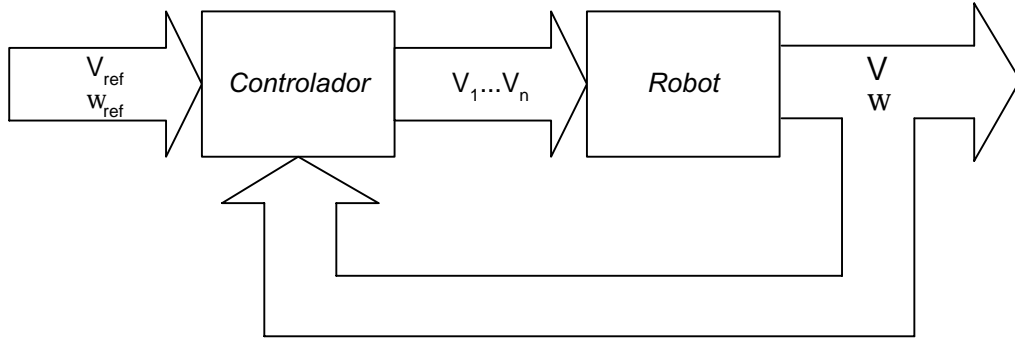 V_ref
w_ref
Controlador
V_1...V_n
Robot
V
w